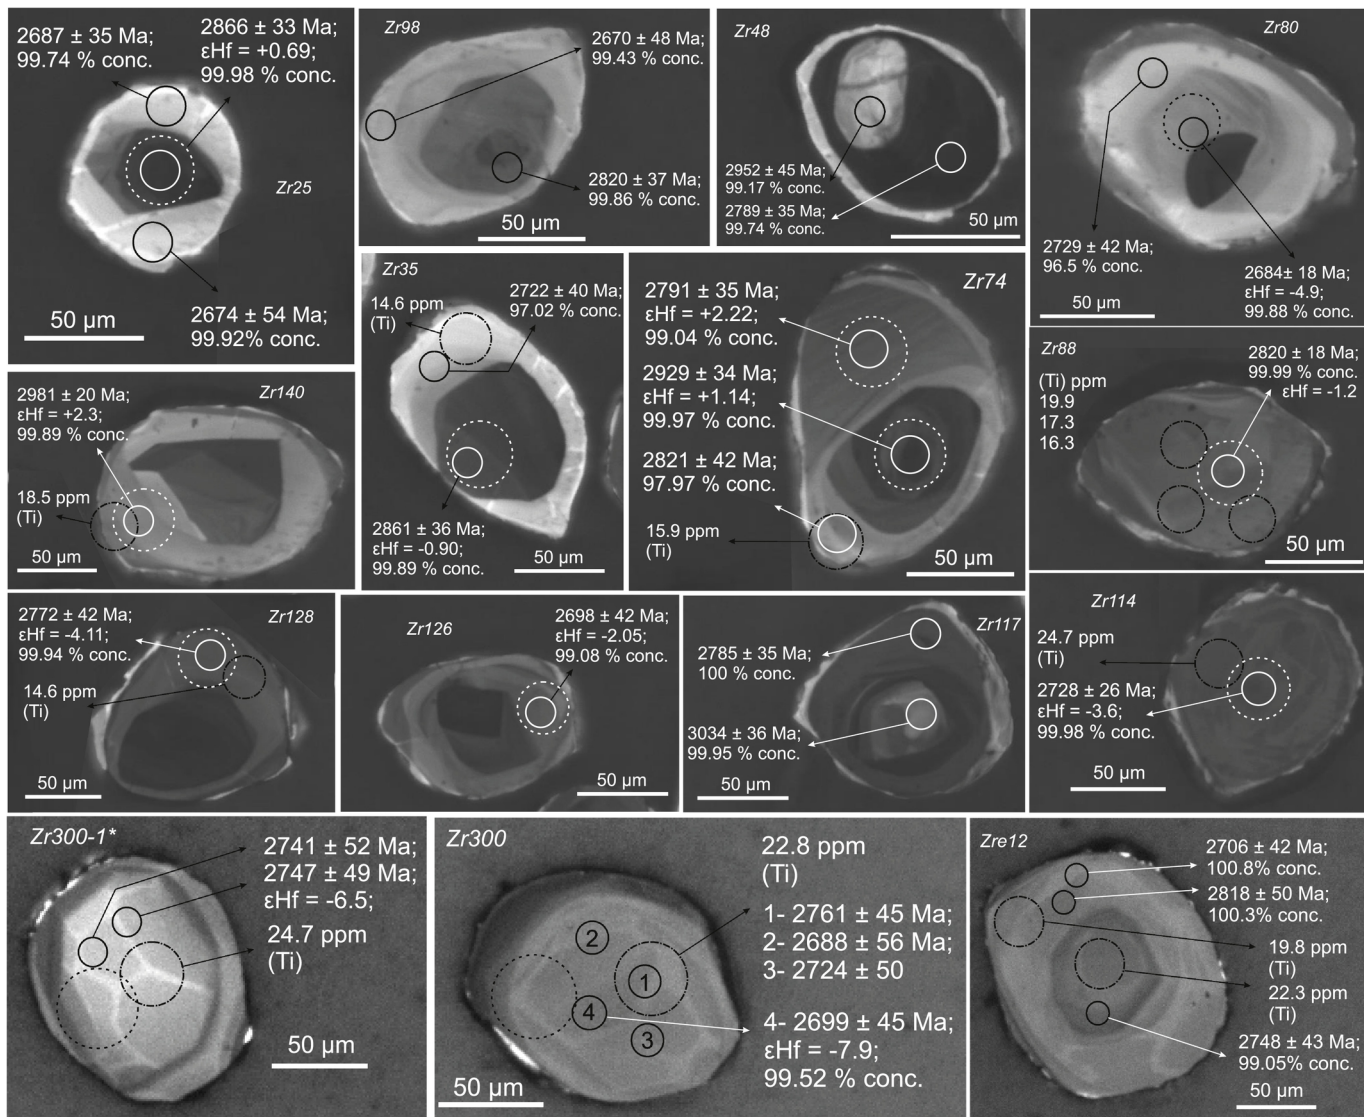 2687 ± 35 Ma;
99.74 % conc.
2866 ± 33 Ma;
εHf = +0.69;
99.98 % conc.
Zr25
2674 ± 54 Ma;
99.92% conc.
50 µm
Zr98
2670 ± 48 Ma;
99.43 % conc.
2820 ± 37 Ma;
99.86 % conc.
50 µm
Zr48
2952 ± 45 Ma;
99.17 % conc.
2789 ± 35 Ma;
99.74 % conc.
50 µm
Zr80
2729 ± 42 Ma;
96.5 % conc.
2684± 18 Ma;
εHf = -4.9;
99.88 % conc.
50 µm
Zr140
2981 ± 20 Ma;
εHf = +2.3;
99.89 % conc.
18.5 ppm
(Ti)
50 µm
Zr35
14.6 ppm
(Ti)
2722 ± 40 Ma;
97.02 % conc.
2861 ± 36 Ma;
εHf = -0.90;
99.89 % conc.
50 µm
Zr74
2791 ± 35 Ma;
εHf = +2.22;
99.04 % conc.
2929 ± 34 Ma;
εHf = +1.14;
99.97 % conc.
2821 ± 42 Ma;
97.97 % conc.
15.9 ppm
(Ti)
50 µm
Zr88
(Ti) ppm
19.9
17.3
16.3
2820 ± 18 Ma;
99.99 % conc.
εHf = -1.2
50 µm
Zr128
2772 ± 42 Ma;
εHf = -4.11;
99.94 % conc.
14.6 ppm
(Ti)
50 µm
Zr126
2698 ± 42 Ma;
εHf = -2.05;
99.08 % conc.
50 µm
Zr117
2785 ± 35 Ma;
100 % conc.
3034 ± 36 Ma;
99.95 % conc.
50 µm
Zr114
24.7 ppm
(Ti)
2728 ± 26 Ma;
εHf = -3.6;
99.98 % conc.
50 µm
Zr300-1*
2741 ± 52 Ma;
2747 ± 49 Ma;
εHf = -6.5;
24.7 ppm
(Ti)
50 µm
Zr300
22.8 ppm
(Ti)
1- 2761 ± 45 Ma;
2- 2688 ± 56 Ma;
3- 2724 ± 50
4- 2699 ± 45 Ma;
εHf = -7.9;
99.52 % conc.
2
1
4
3
50 µm
Zre12
2706 ± 42 Ma;
100.8% conc.
2818 ± 50 Ma;
100.3% conc.
19.8 ppm
(Ti)
22.3 ppm
(Ti)
2748 ± 43 Ma;
99.05% conc.
50 µm